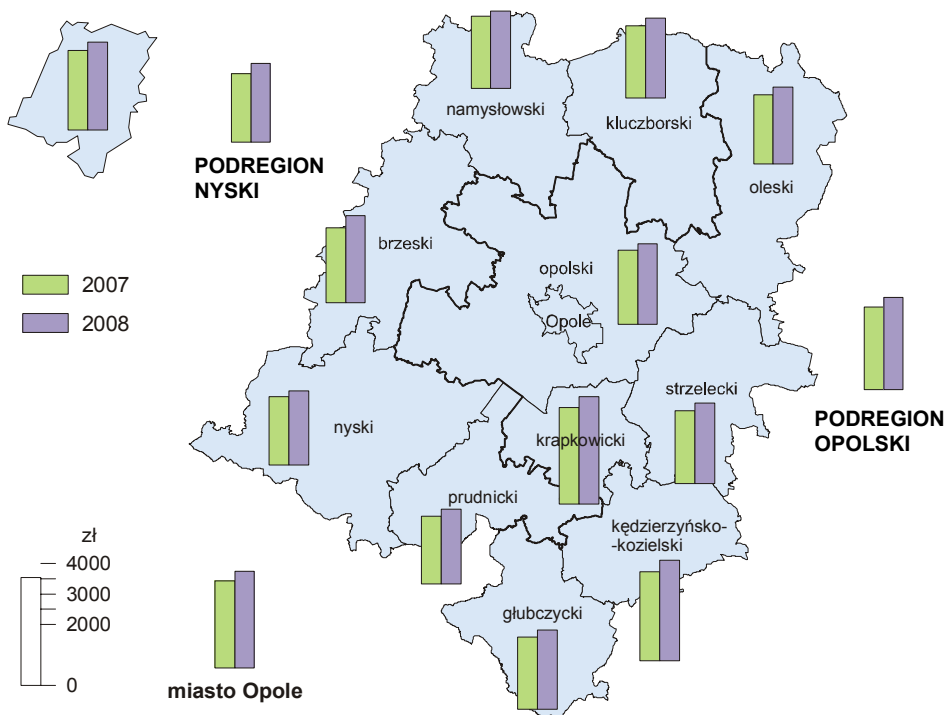 namysłowski
kluczborski
oleski
PODREGION
NYSKI
brzeski
opolski
Opole
2007
2008
strzelecki
PODREGION
OPOLSKI
nyski
krapkowicki
prudnicki
kędzierzyńsko-
-kozielski
głubczycki
zł
4000
3000
2000
0
miasto Opole